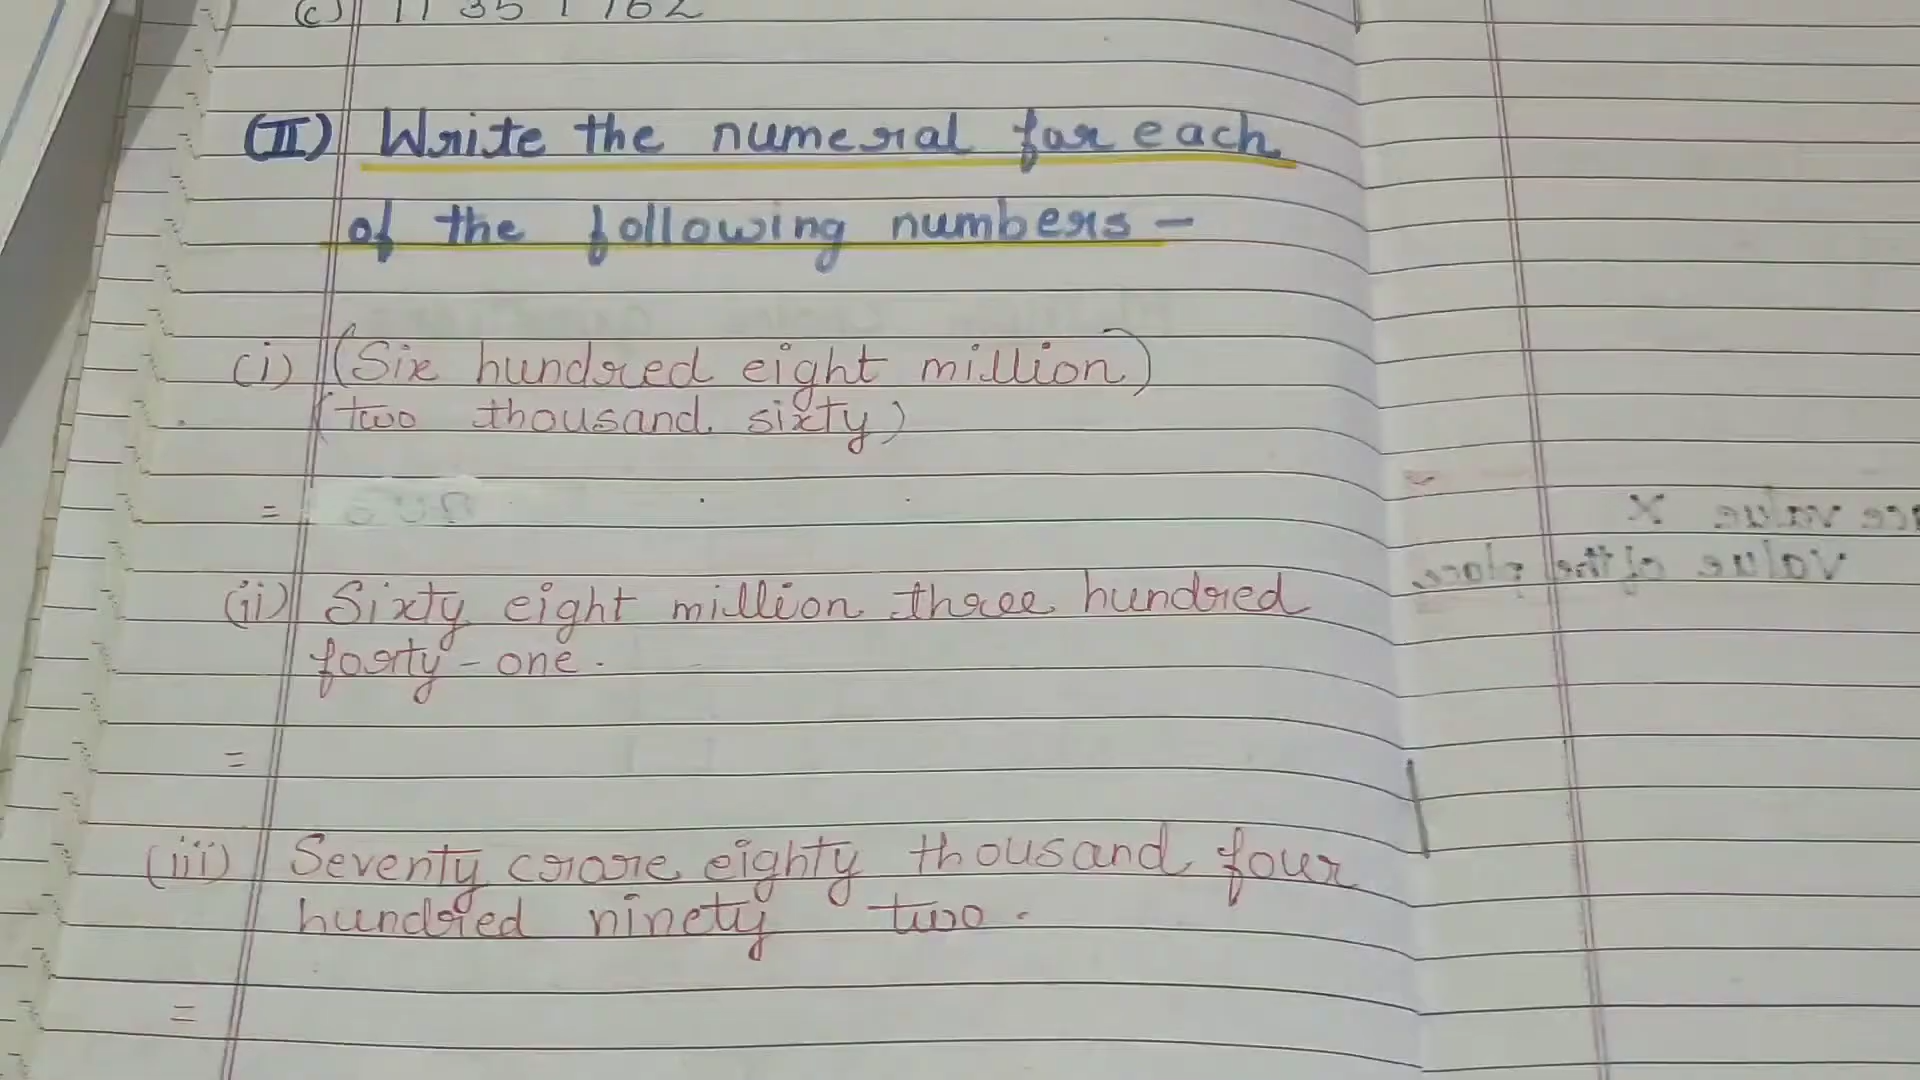 (II) Write the numeral for each
of the following numbers -
(i) (Six hundred eight million)
(two thousand sixty)
=
(ii) Sixty eight million three hundred
forty - one.
=
(iii) Seventy crore eighty thousand four
hundred ninety two.
=